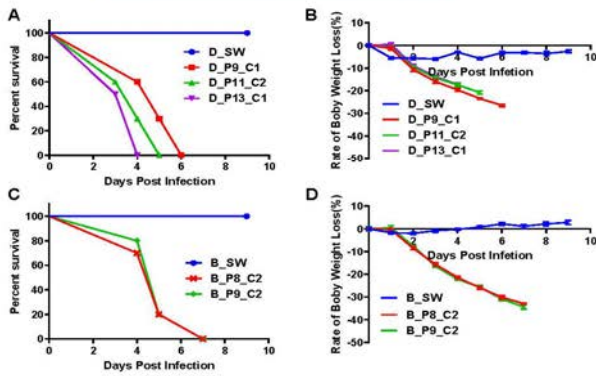 A
Percent survival
100
80
60
40
20
0
0 2 4 6 8 10
Days Post Infection
D_SW
D_P9_C1
D_P11_C2
D_P13_C1
B
Rate of Boby Weight Loss(%)
10
0
-10
-20
-30
-40
-50
2 4 6 8 10
Days Post Infetion
D_SW
D_P9_C1
D_P11_C2
D_P13_C1
C
Percent survival
100
80
60
40
20
0
0 2 4 6 8 10
Days Post Infection
B_SW
B_P8_C2
B_P9_C2
D
Rate of Boby Weight Loss(%)
10
0
-10
-20
-30
-40
-50
2 4 6 8 10
Days Post Infection
B_SW
B_P8_C2
B_P9_C2